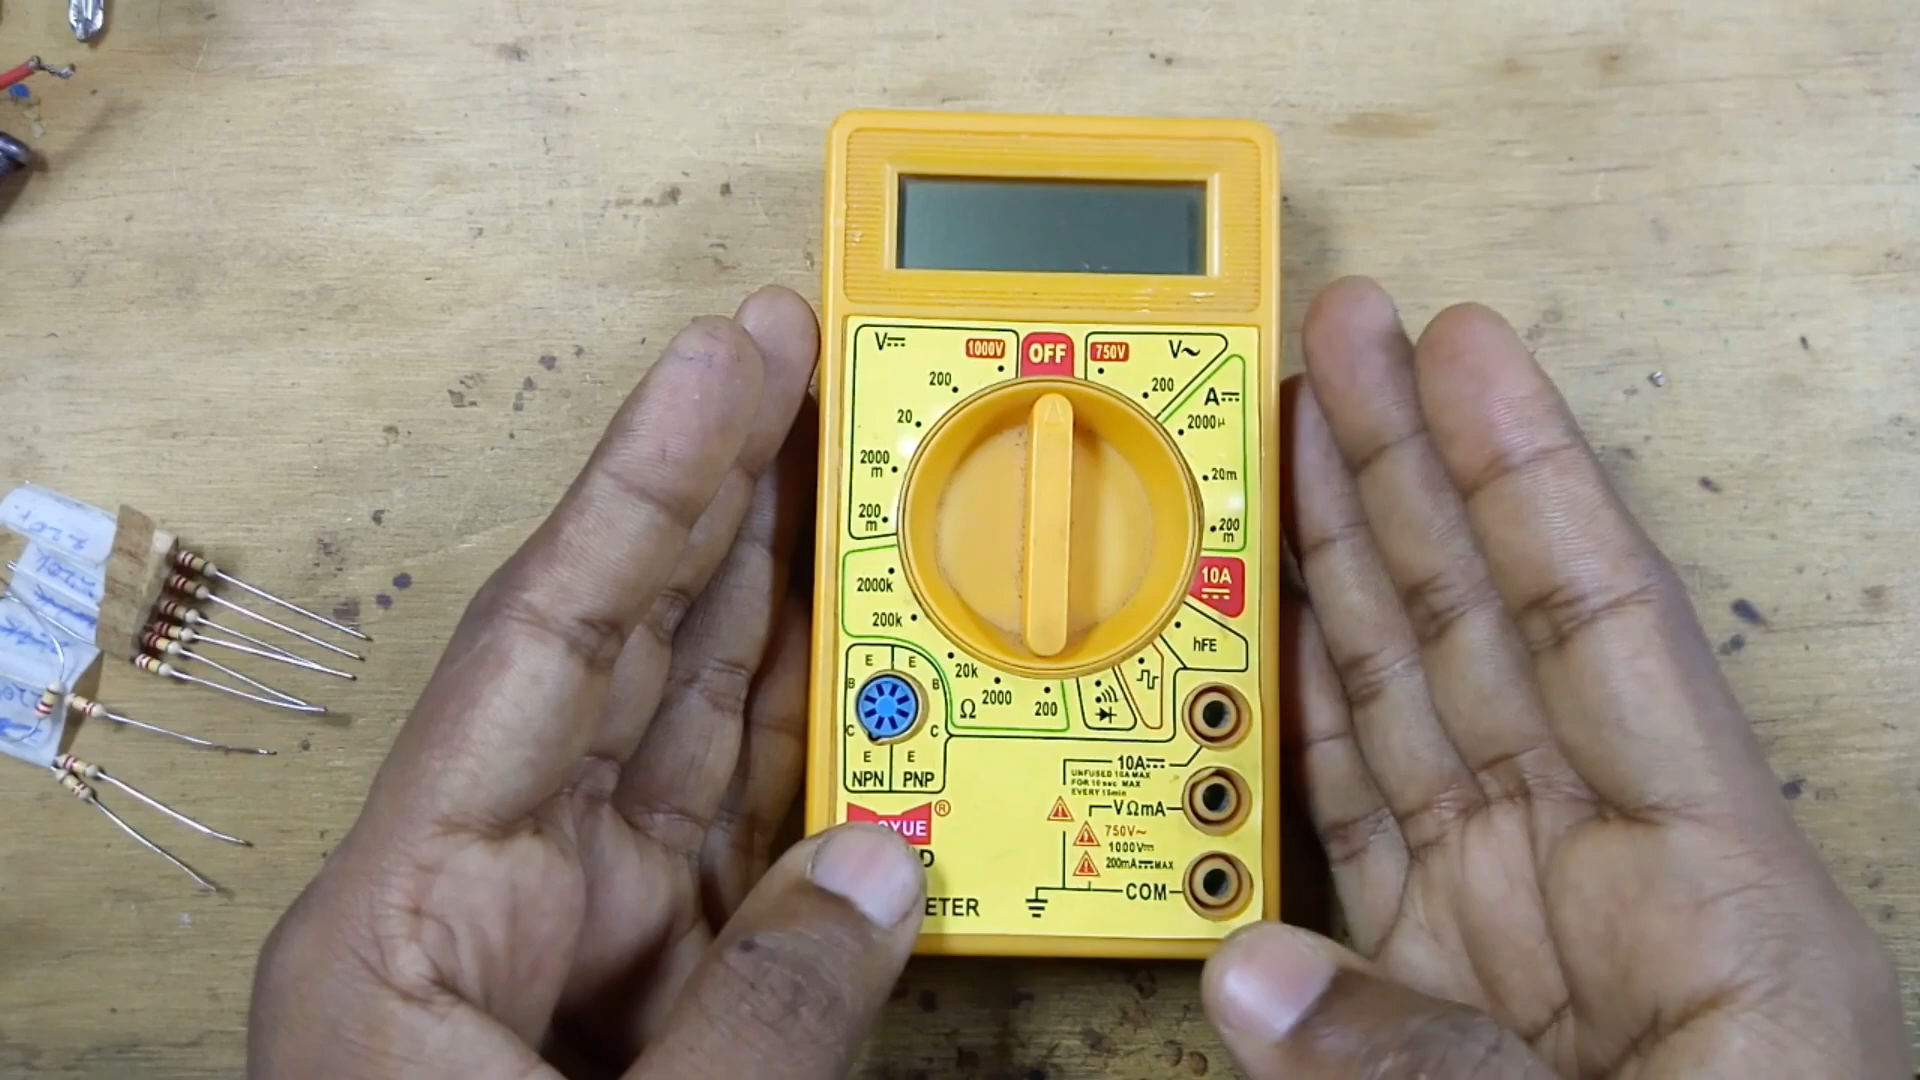 V⎓
1000V
OFF
750V
V~
200
200
A⎓
20
2000µ
2000
m
20m
200
m
200
m
2000k
10A
⎓
200k
hFE
E E
20k
B B
2000
Ω
200
C C
E E
10A⎓
UNFUSED 10A MAX
FOR 10 sec MAX
EVERY 15min
NPN PNP
VΩmA
®
YUE
750V~
1000V⎓
D
200mA⎓MAX
COM
ETER